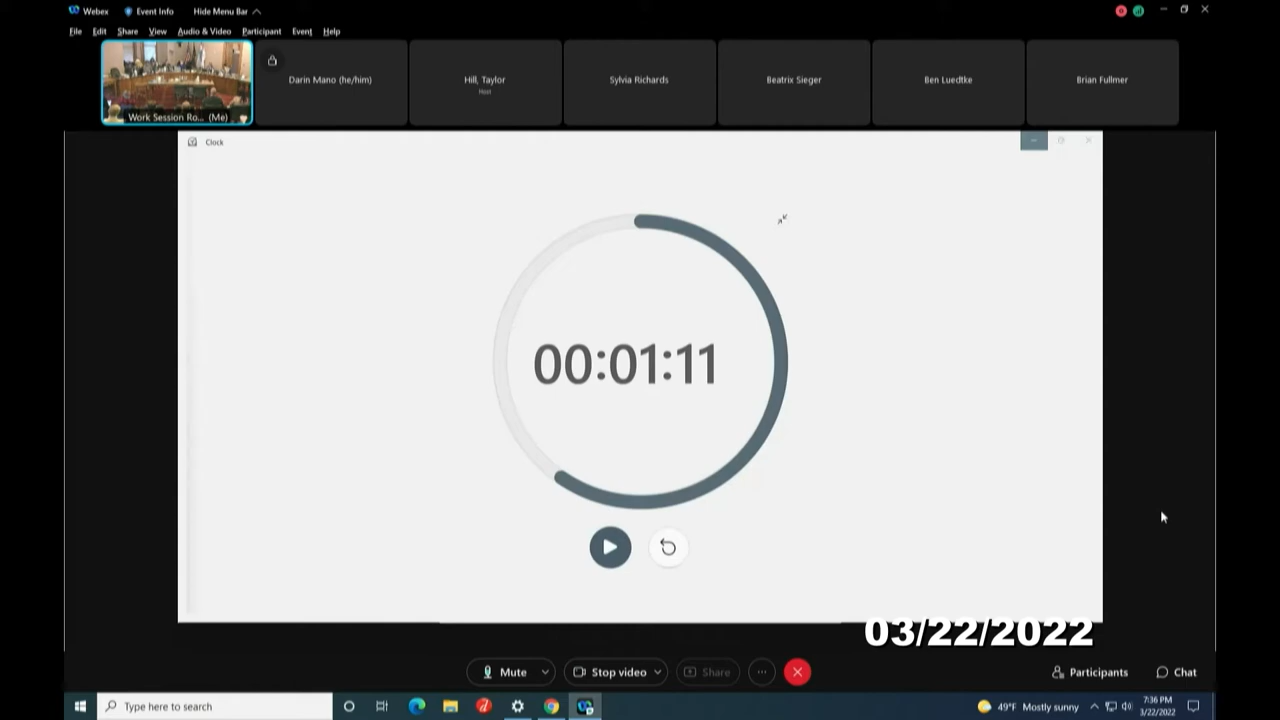 Webex Event Info Hide Menu Bar
File Edit Share View Audio & Video Participant Event Help
Work Session Ro... (Me)
Darin Mano (he/him)
Hill, Taylor
Host
Sylvia Richards
Beatrix Sieger
Ben Luedtke
Brian Fullmer
Clock
00:01:11
03/22/2022
Mute Stop video Share Participants Chat
Type here to search
49°F Mostly sunny
7:36 PM
3/22/2022